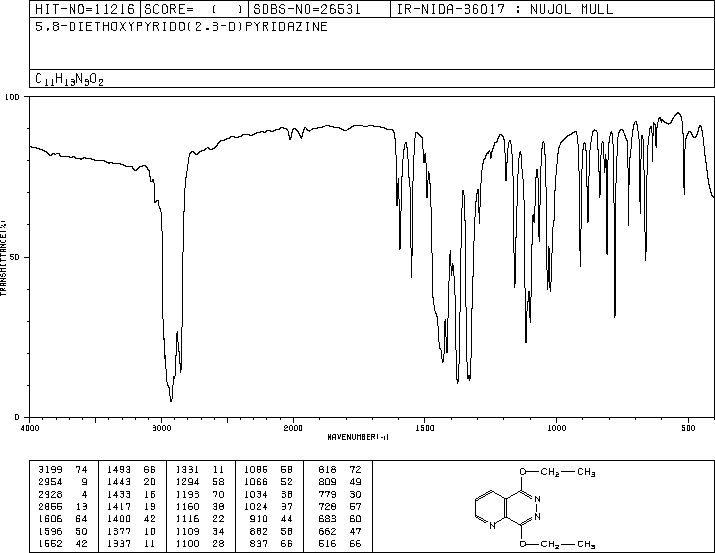 HIT-NO=11216 SCORE= ( ) SDBS-NO=26531 IR-NIDA-36017 : NUJOL MULL
5,8-DIETHOXYPYRIDO(2,3-D)PYRIDAZINE
C11H13N3O2
100
50
0
TRANSMITTANCE(%)
4000 3000 2000 1500 1000 500
WAVENUMBER(-1)
3199 74 1493 66 1331 11 1086 58 818 72
2954 9 1443 20 1294 58 1066 52 809 49
2928 4 1433 16 1193 70 1034 38 779 30
2855 13 1417 19 1160 38 1024 37 728 57
1606 64 1400 42 1116 22 910 44 683 60
1596 50 1377 10 1109 34 882 58 662 47
1552 42 1337 11 1100 28 837 66 516 66
O CH2 CH3
N
N
N
O CH2 CH3